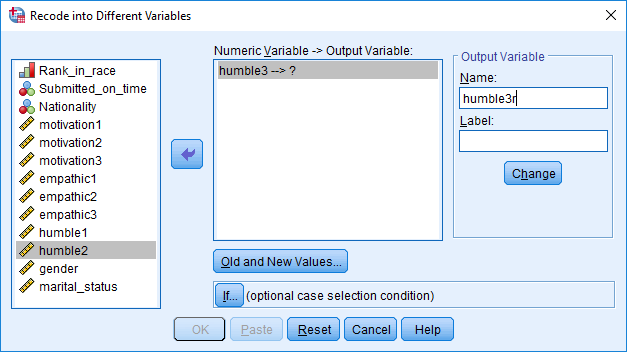 Recode into Different Variables
Rank_in_race
Submitted_on_time
Nationality
motivation1
motivation2
motivation3
empathic1
empathic2
empathic3
humble1
humble2
gender
marital_status
Numeric Variable -> Output Variable:
humble3 --> ?
Output Variable
Name:
humble3r
Label:
Change
Old and New Values...
If... (optional case selection condition)
OK Paste Reset Cancel Help